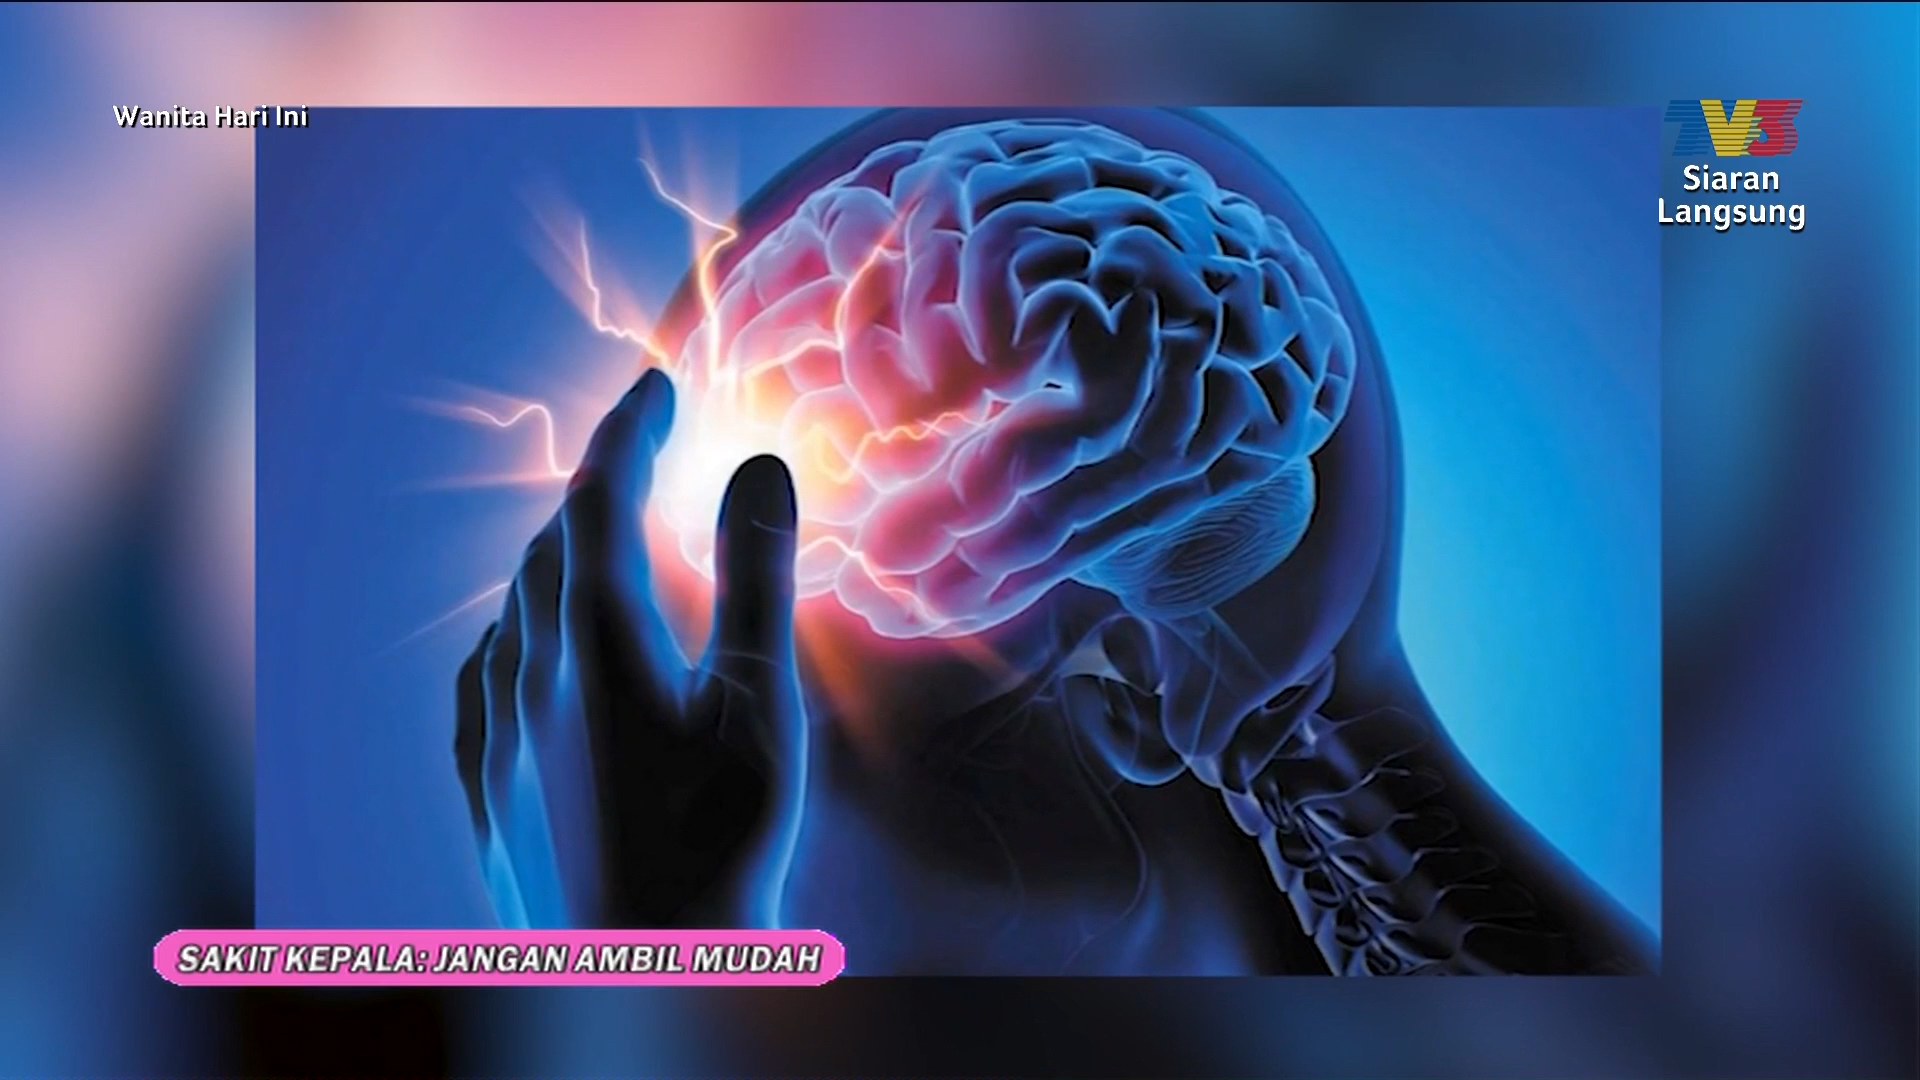 Wanita Hari Ini
TV3
Siaran
Langsung
SAKIT KEPALA: JANGAN AMBIL MUDAH